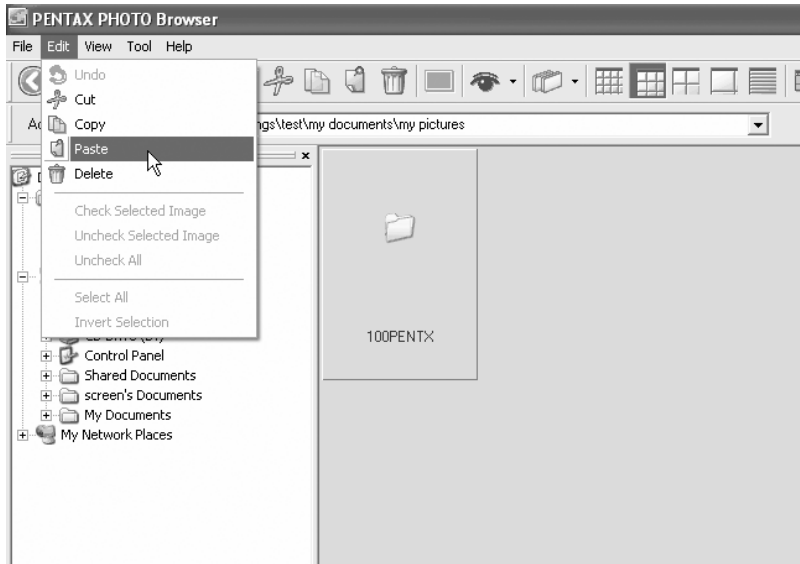 PENTAX PHOTO Browser
File Edit View Tool Help
Undo
Cut
Copy
Paste
Delete
Check Selected Image
Uncheck Selected Image
Uncheck All
Select All
Invert Selection
ngs\test\my documents\my pictures
100PENTX
Control Panel
Shared Documents
screen's Documents
My Documents
My Network Places